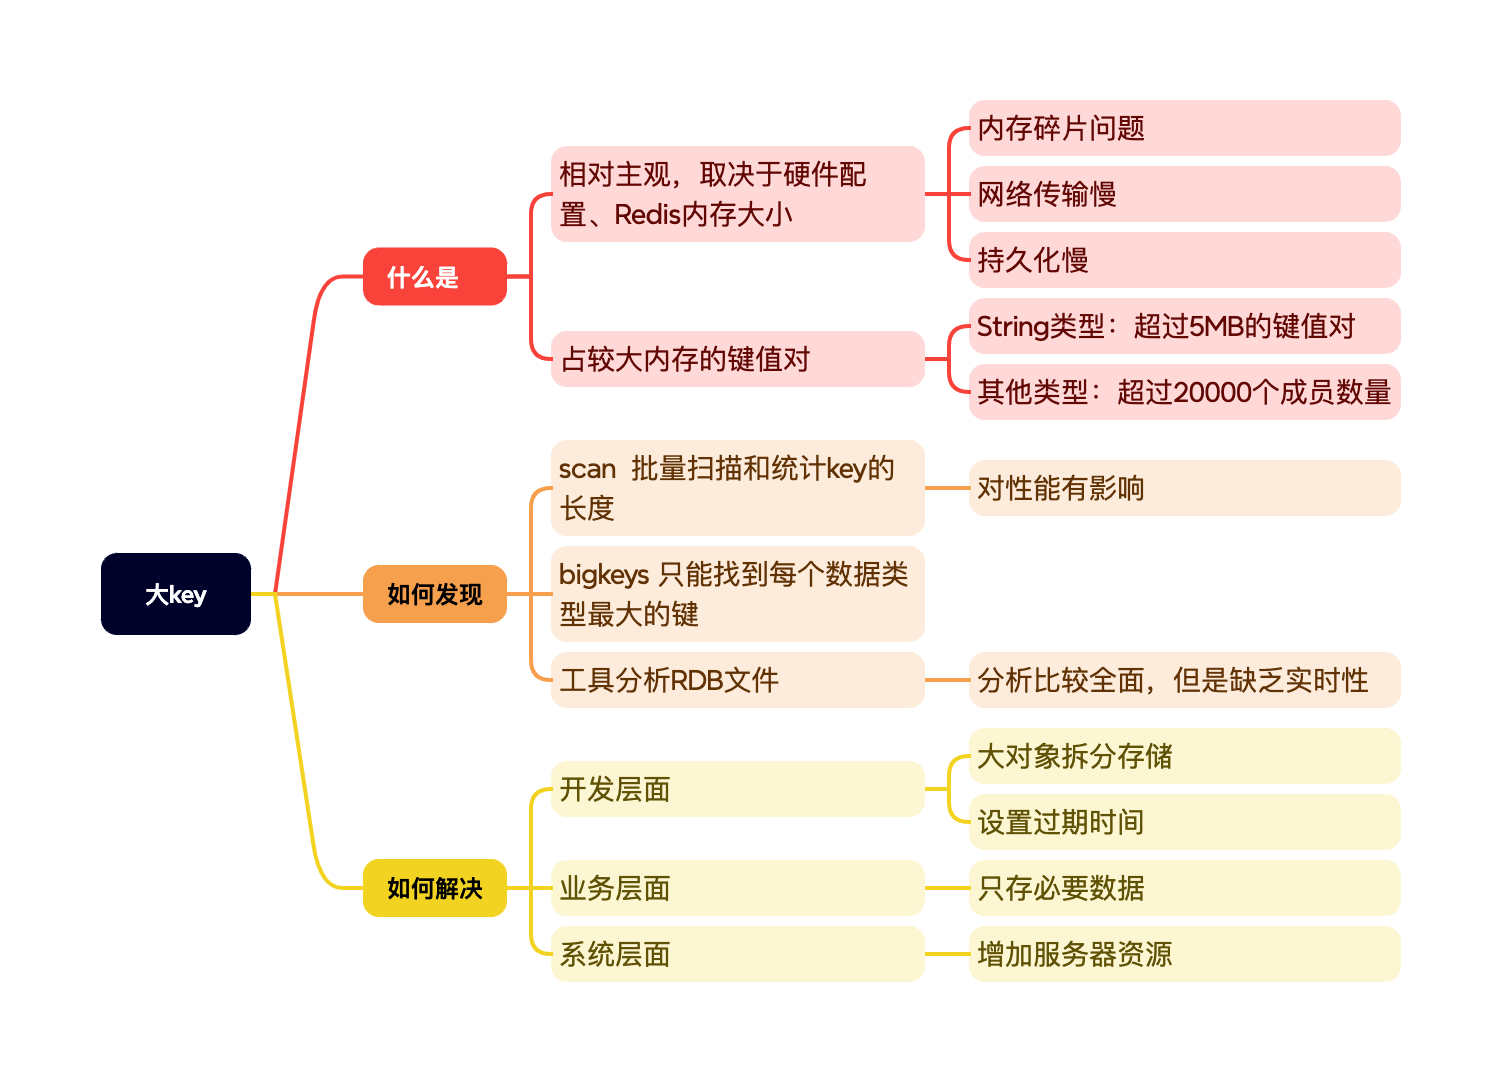 大key
什么是
相对主观，取决于硬件配
置、Redis内存大小
内存碎片问题
网络传输慢
持久化慢
占较大内存的键值对
String类型：超过5MB的键值对
其他类型：超过20000个成员数量
如何发现
scan  批量扫描和统计key的
长度
对性能有影响
bigkeys 只能找到每个数据类
型最大的键
工具分析RDB文件
分析比较全面，但是缺乏实时性
如何解决
开发层面
大对象拆分存储
设置过期时间
业务层面
只存必要数据
系统层面
增加服务器资源